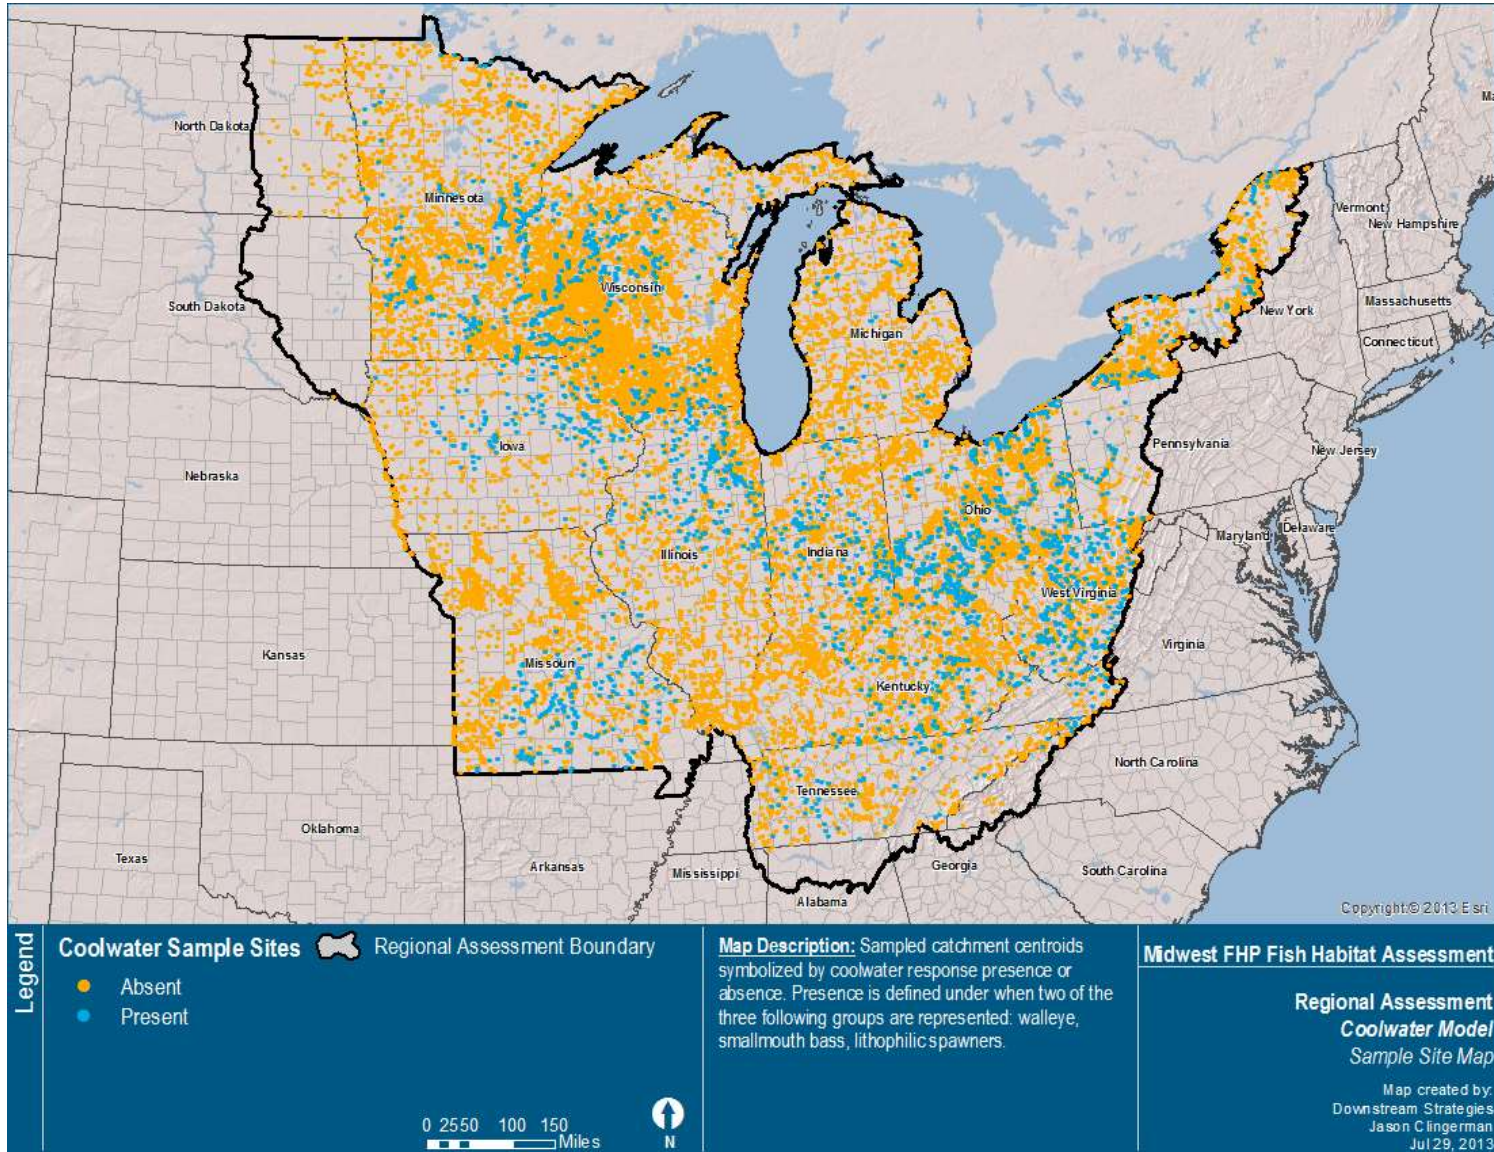 Ma
North Dakota
Minnesota
Vermont
New Hampshire
Wisconsin
South Dakota
Massachusetts
New York
Michigan
Connecticut
Iowa
Pennsylvania
New Jersey
Nebraska
Ohio
Delaware
Maryland
Illinois
Indiana
West Virginia
Virginia
Kansas
Missouri
Kentucky
North Carolina
Tennessee
Oklahoma
Texas
Arkansas
Georgia
South Carolina
Mississippi
Alabama
Copyright:© 2013 Esri
Legend
Coolwater Sample Sites
Regional Assessment Boundary
Absent
Present
0 2550 100 150
Miles
N
Map Description: Sampled catchment centroids
symbolized by coolwater response presence or
absence. Presence is defined under when two of the
three following groups are represented: walleye,
smallmouth bass, lithophilic spawners.
Midwest FHP Fish Habitat Assessment
Regional Assessment
Coolwater Model
Sample Site Map
Map created by:
Downstream Strategies
Jason Clingerman
Jul 29, 2013